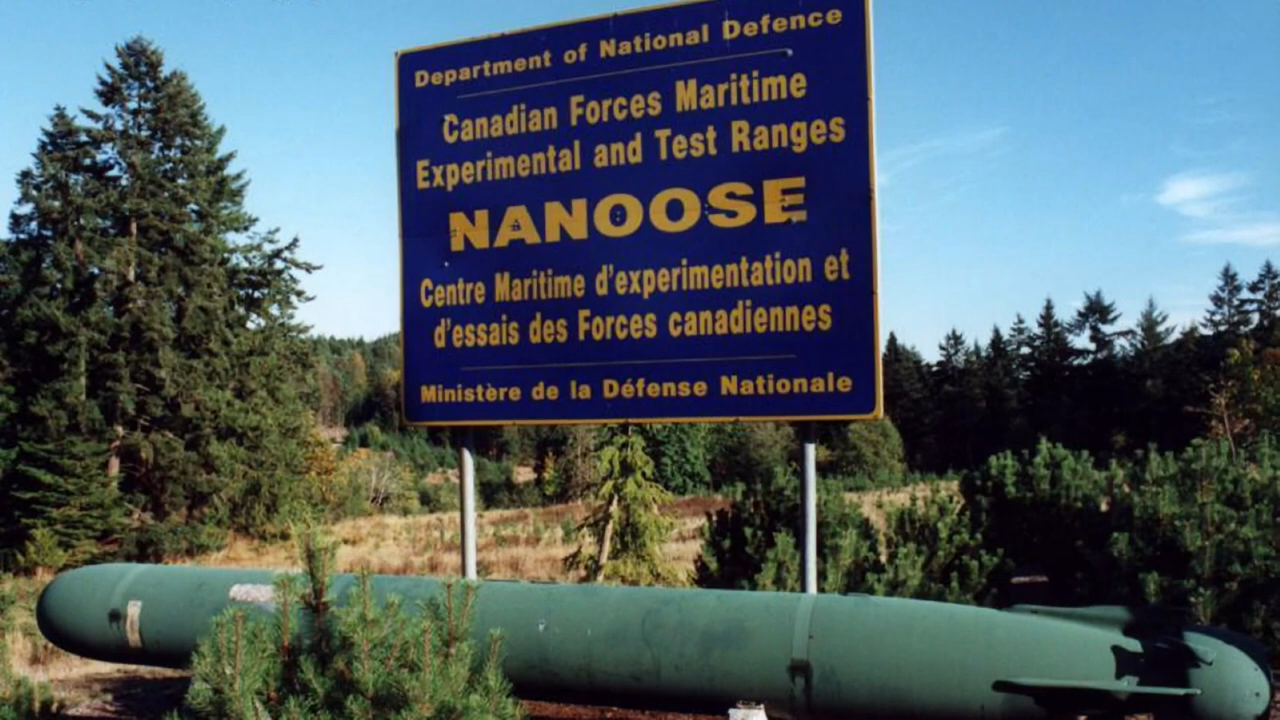 Department of National Defence
Canadian Forces Maritime
Experimental and Test Ranges
NANOOSE
Centre Maritime d'experimentation et
d'essais des Forces canadiennes
Ministère de la Défense Nationale